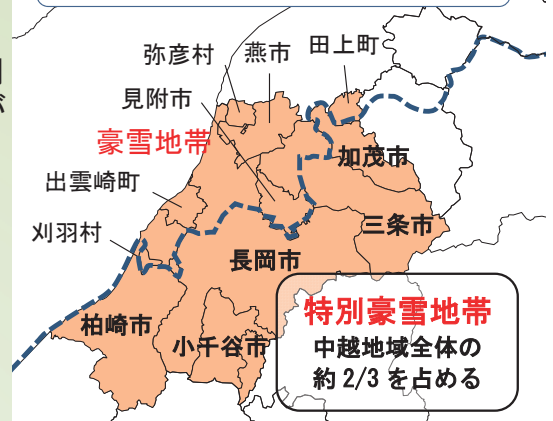 弥彦村
燕市
田上町
見附市
豪雪地帯
加茂市
出雲崎町
三条市
刈羽村
長岡市
特別豪雪地帯
中越地域全体の
約 2/3 を占める
柏崎市
小千谷市